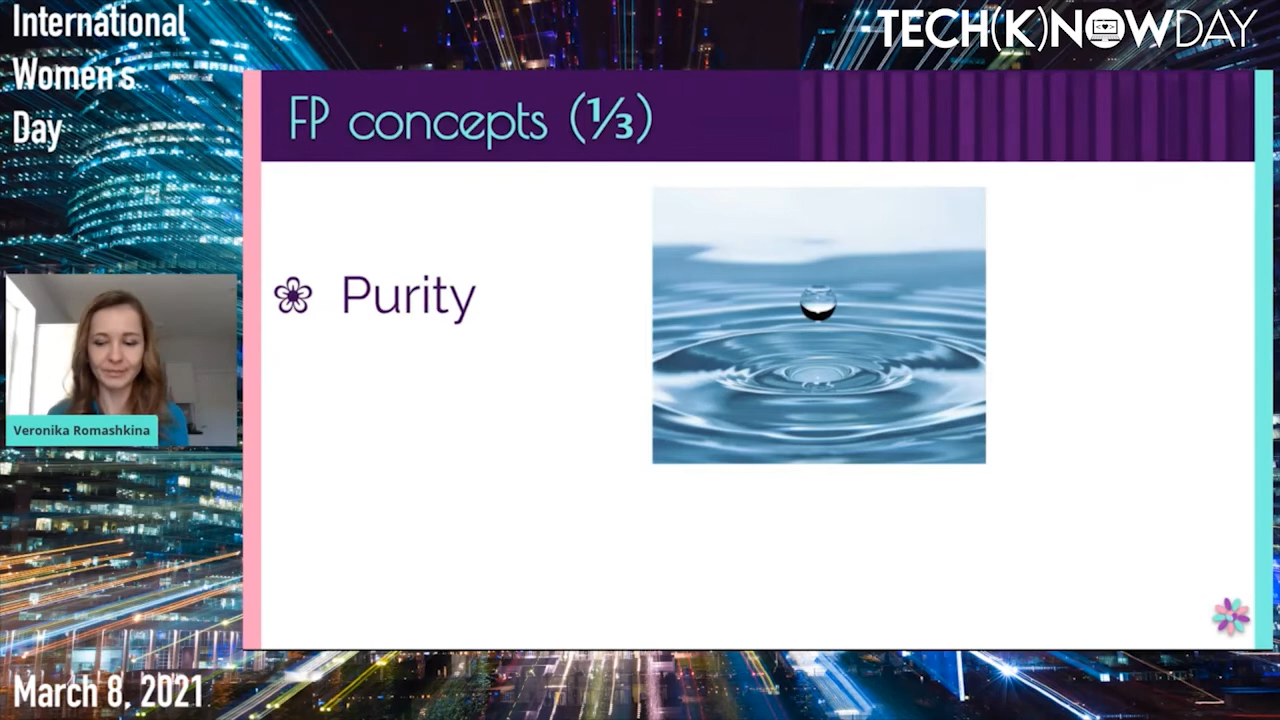 International
Women's
Day
TECH(K)NOWDAY
FP concepts (⅓)
Purity
Veronika Romashkina
March 8, 2021